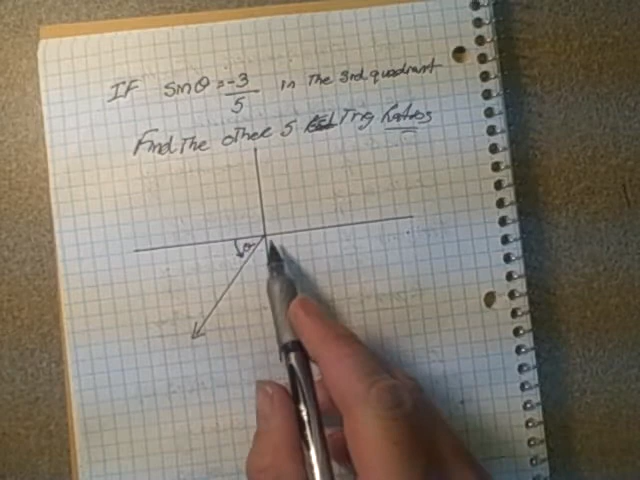 IF sinθ = -3/5 in the 3rd quadrant
Find the other 5 Trig Ratios
θ